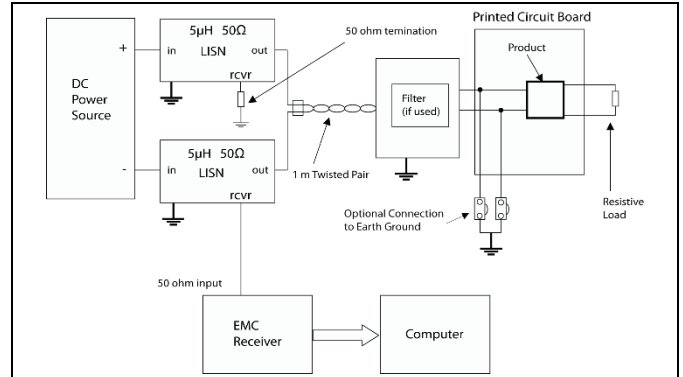 Printed Circuit Board
50 ohm temination
5µH 50Ω
in
out
LISN
rcvr
+
Product
DC
Power
Source
Filter
(if used)
5µH 50Ω
-
in
out
LISN
rcvr
1 m Twisted Pair
Optional Connection
to Earth Ground
Resistive
Load
50 ohm input
EMC
Receiver
Computer